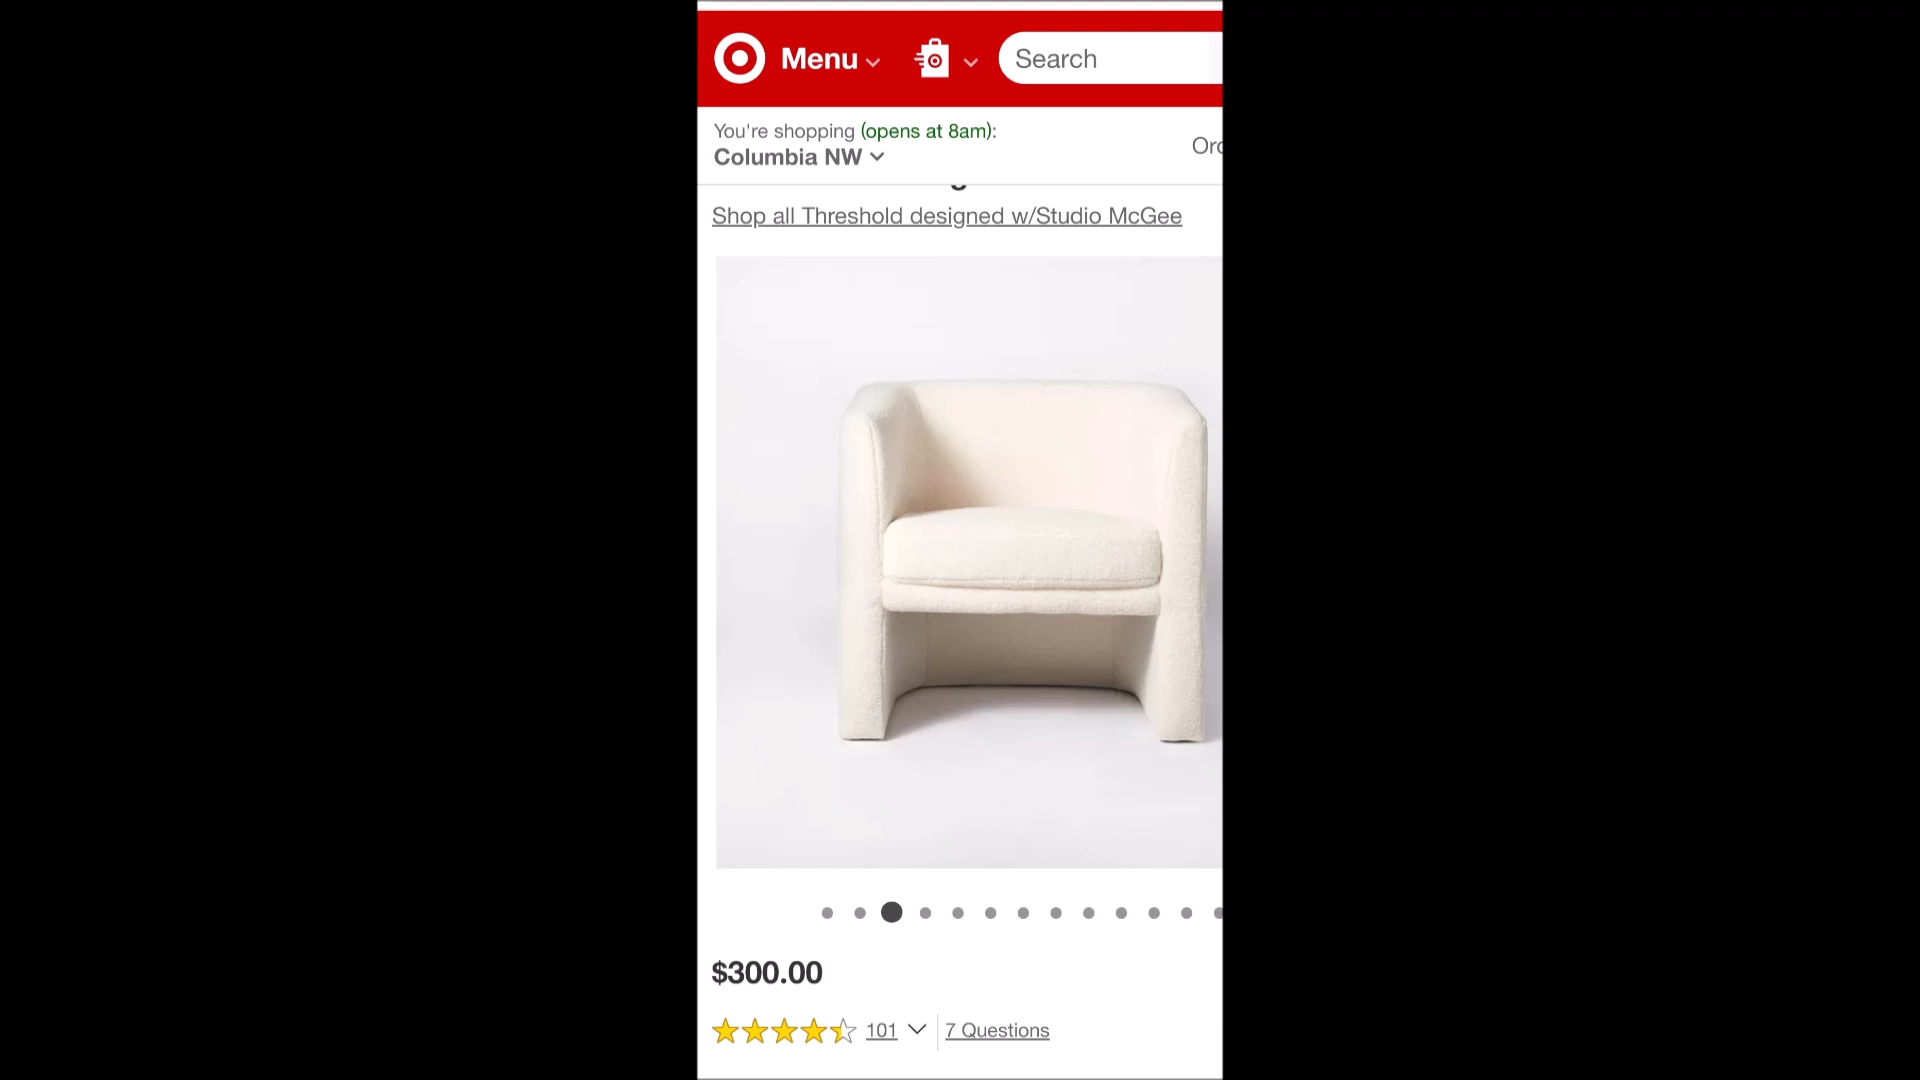 Menu
Search
You're shopping (opens at 8am):
Columbia NW
Shop all Threshold designed w/Studio McGee
$300.00
101
7 Questions